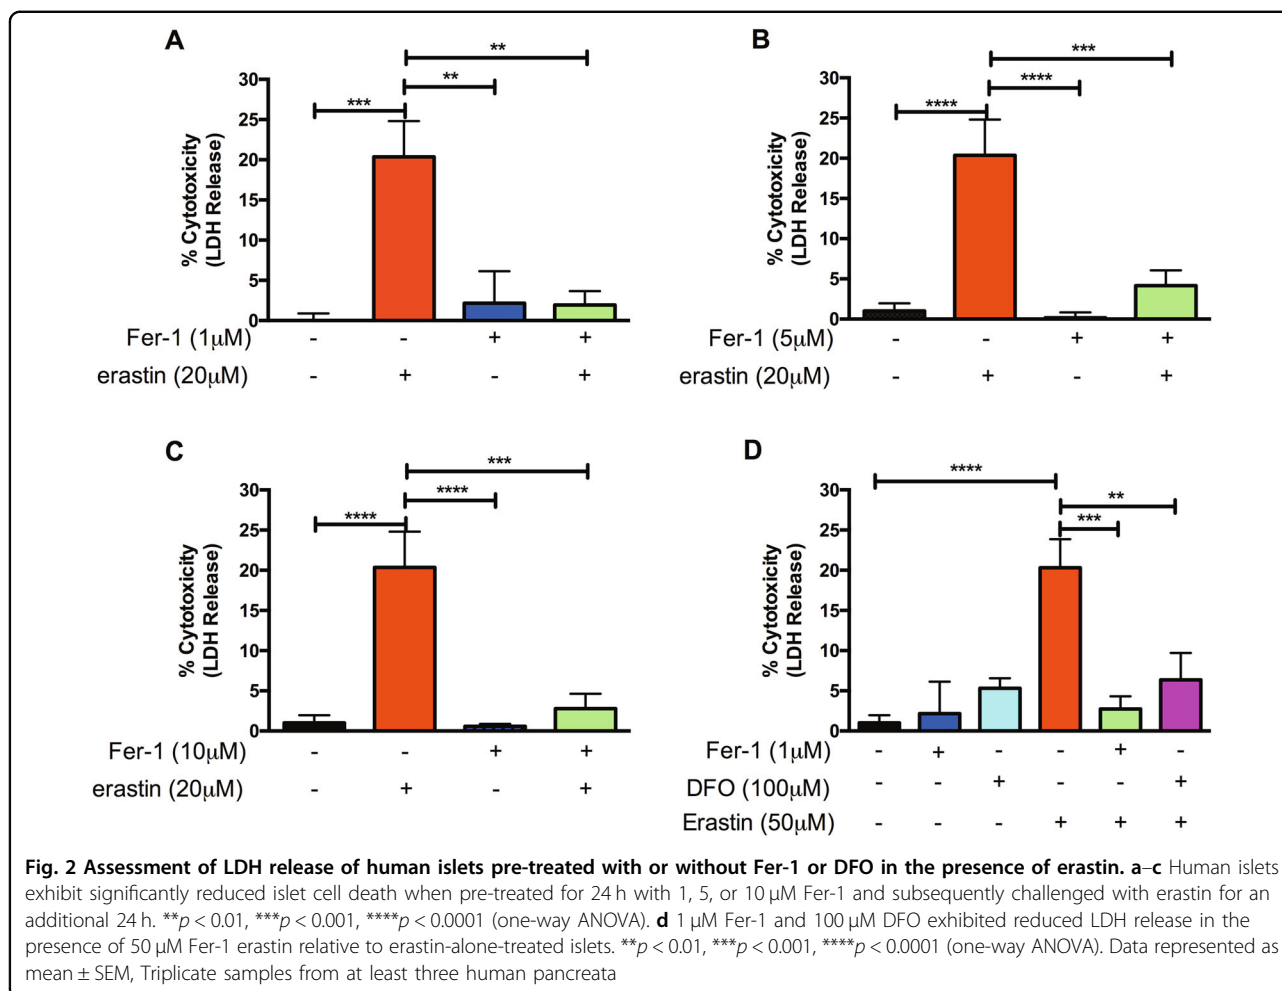 A
**
**
***
30
25
20
15
10
5
0
% Cytotoxicity
(LDH Release)
Fer-1 (1μM) - - + +
erastin (20μM) - + - +
B
***
****
****
30
25
20
15
10
5
0
% Cytotoxicity
(LDH Release)
Fer-1 (5μM) - - + +
erastin (20μM) - + - +
C
***
****
****
30
25
20
15
10
5
0
% Cytotoxicity
(LDH Release)
Fer-1 (10μM) - - + +
erastin (20μM) - + - +
D
****
**
***
30
25
20
15
10
5
0
% Cytotoxicity
(LDH Release)
Fer-1 (1μM) - + - - + -
DFO (100μM) - - + - - +
Erastin (50μM) - - - + + +
Fig. 2 Assessment of LDH release of human islets pre-treated with or without Fer-1 or DFO in the presence of erastin. a–c Human islets
exhibit significantly reduced islet cell death when pre-treated for 24 h with 1, 5, or 10 μM Fer-1 and subsequently challenged with erastin for an
additional 24 h. **p < 0.01, ***p < 0.001, ****p < 0.0001 (one-way ANOVA). d 1 μM Fer-1 and 100 μM DFO exhibited reduced LDH release in the
presence of 50 μM Fer-1 erastin relative to erastin-alone-treated islets. **p < 0.01, ***p < 0.001, ****p < 0.0001 (one-way ANOVA). Data represented as
mean ± SEM, Triplicate samples from at least three human pancreata